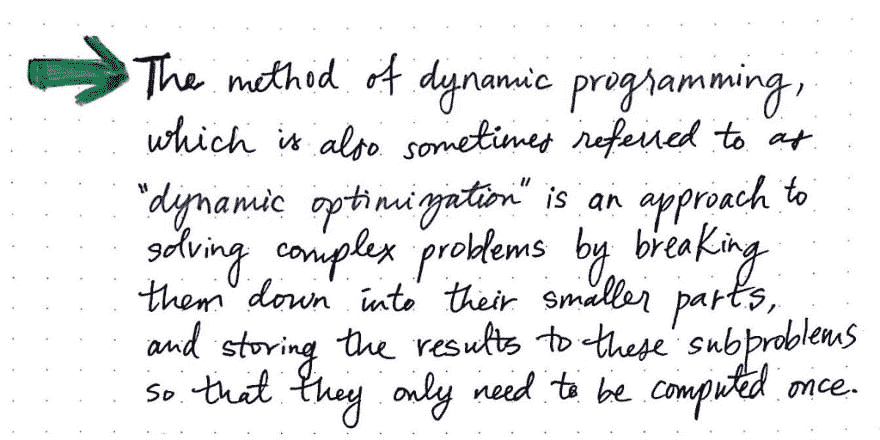 The method of dynamic programming,
which is also sometimes referred to as
"dynamic optimization" is an approach to
solving complex problems by breaking
them down into their smaller parts,
and storing the results to these subproblems
so that they only need to be computed once.